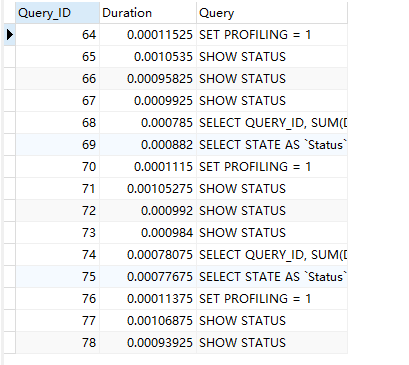 Query_ID Duration Query
64 0.00011525 SET PROFILING = 1
65 0.0010535 SHOW STATUS
66 0.00095825 SHOW STATUS
67 0.0009925 SHOW STATUS
68 0.000785 SELECT QUERY_ID, SUM(D
69 0.000882 SELECT STATE AS `Status`
70 0.0001115 SET PROFILING = 1
71 0.00105275 SHOW STATUS
72 0.000992 SHOW STATUS
73 0.000984 SHOW STATUS
74 0.00078075 SELECT QUERY_ID, SUM(D
75 0.00077675 SELECT STATE AS `Status`
76 0.00011375 SET PROFILING = 1
77 0.00106875 SHOW STATUS
78 0.00093925 SHOW STATUS